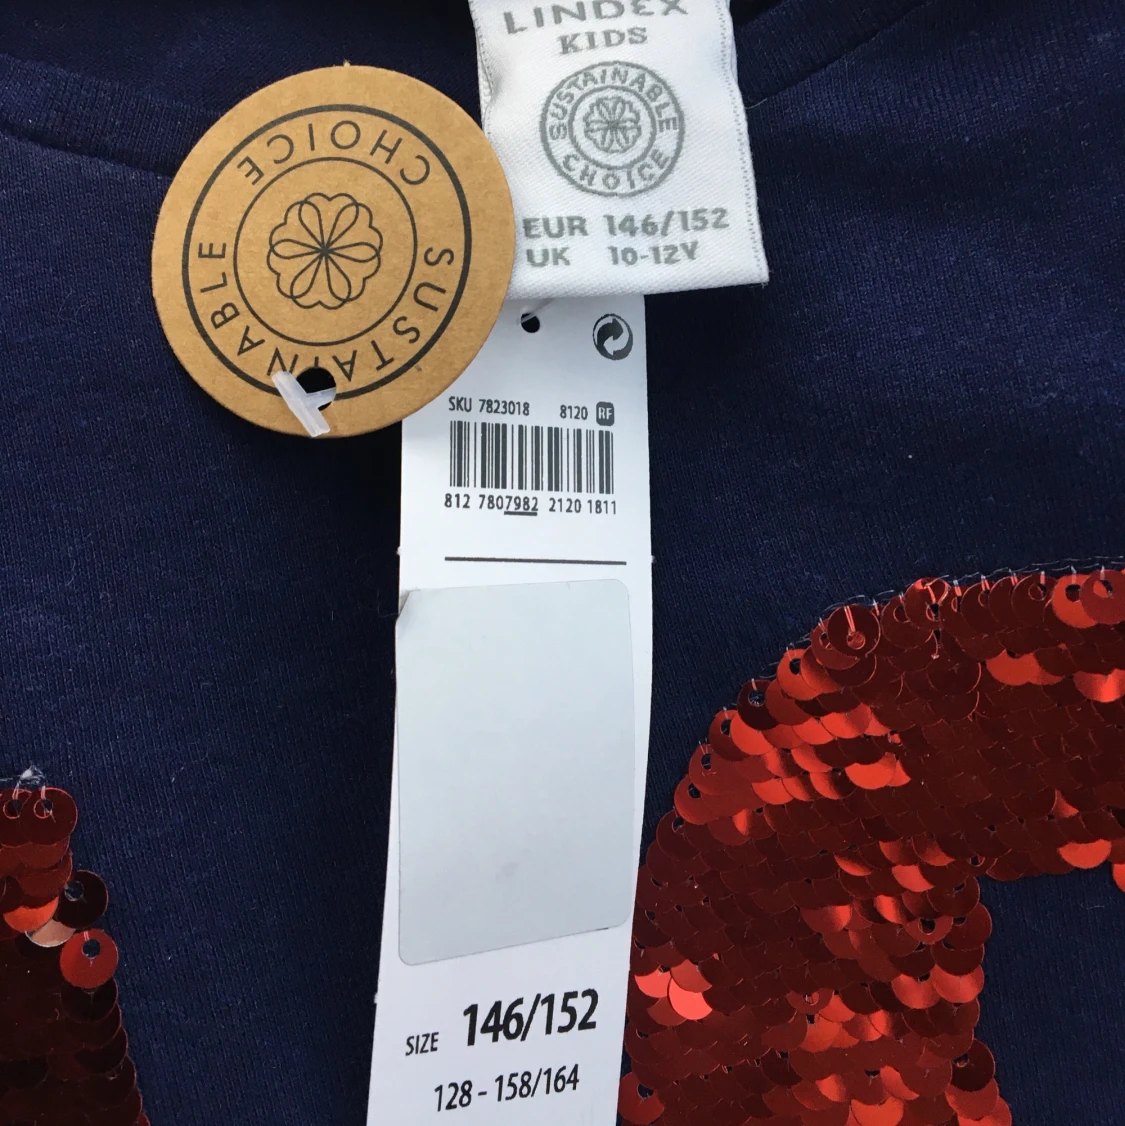 LINDEX
KIDS
SUSTAINABLE
CHOICE
EUR 146/152
UK 10-12Y
SUSTAINABLE CHOICE
SKU 7823018 8120 RF
812 7807982 2120 1811
SIZE 146/152
128 - 158/164